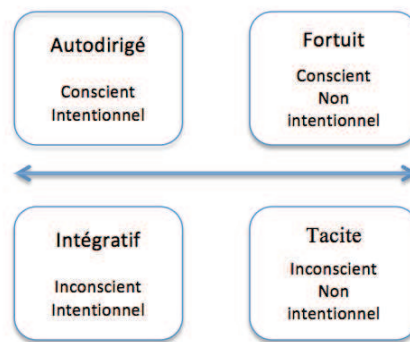 Autodirigé
Conscient
Intentionnel
Fortuit
Conscient
Non
intentionnel
Intégratif
Inconscient
Intentionnel
Tacite
Inconscient
Non
intentionnel